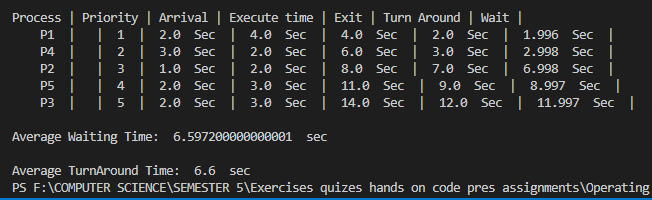 Process | Priority | Arrival | Execute time | Exit | Turn Around | Wait |
P1 | | 1 | 2.0 Sec | 4.0 Sec | 4.0 Sec | 2.0 Sec | 1.996 Sec |
P4 | | 2 | 3.0 Sec | 2.0 Sec | 6.0 Sec | 3.0 Sec | 2.998 Sec |
P2 | | 3 | 1.0 Sec | 2.0 Sec | 8.0 Sec | 7.0 Sec | 6.998 Sec |
P5 | | 4 | 2.0 Sec | 3.0 Sec | 11.0 Sec | 9.0 Sec | 8.997 Sec |
P3 | | 5 | 2.0 Sec | 3.0 Sec | 14.0 Sec | 12.0 Sec | 11.997 Sec |
Average Waiting Time: 6.597200000000001 sec
Average TurnAround Time: 6.6 sec
PS F:\COMPUTER SCIENCE\SEMESTER 5\Exercises quizes hands on code pres assignments\Operating